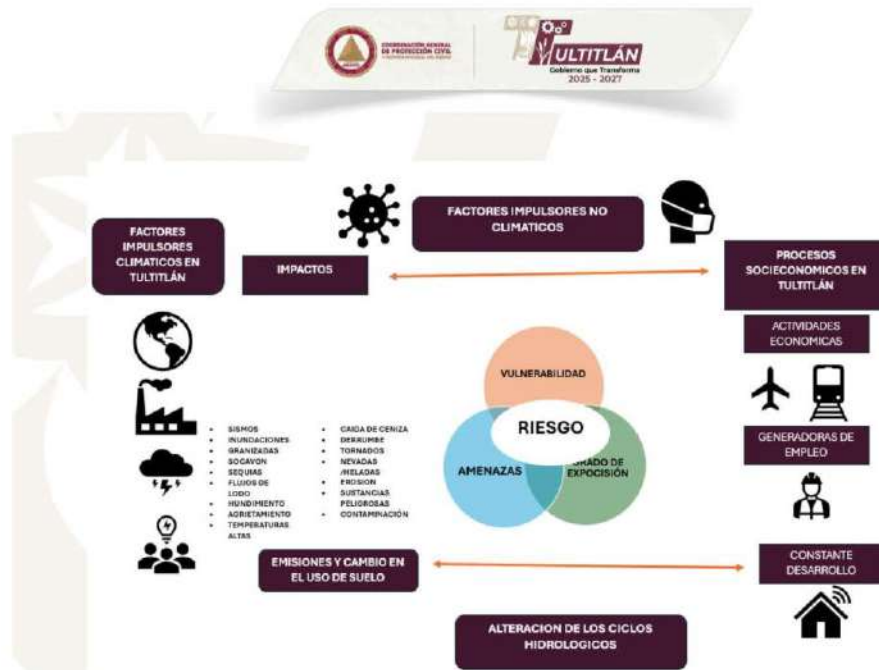 COORDINACIÓN GENERAL
DE PROTECCIÓN CIVIL
TULTITLÁN
Gobierno que Transforma
2025 - 2027
FACTORES IMPULSORES NO
CLIMATICOS
FACTORES
IMPULSORES
CLIMATICOS EN
TULTITLÁN
IMPACTOS
PROCESOS
SOCIECONOMICOS EN
TULTITLÁN
ACTIVIDADES
ECONOMICAS
VULNERABILIDAD
RIESGO
AMENAZAS
GRADO DE
EXPOCISIÓN
GENERADORAS DE
EMPLEO
• SISMOS
• INUNDACIONES
• GRANIZADAS
• SOCAVON
• SEQUIAS
• FLUJOS DE
LODO
• HUNDIMIENTO
• AGRIETAMIENTO
• TEMPERATURAS
ALTAS
• CAIDA DE CENIZA
• DERRUMBE
• TORNADOS
• NEVADAS
/HELADAS
• EROSION
• SUSTANCIAS
PELIGROSAS
• CONTAMINACIÓN
EMISIONES Y CAMBIO EN
EL USO DE SUELO
CONSTANTE
DESARROLLO
ALTERACION DE LOS CICLOS
HIDROLOGICOS